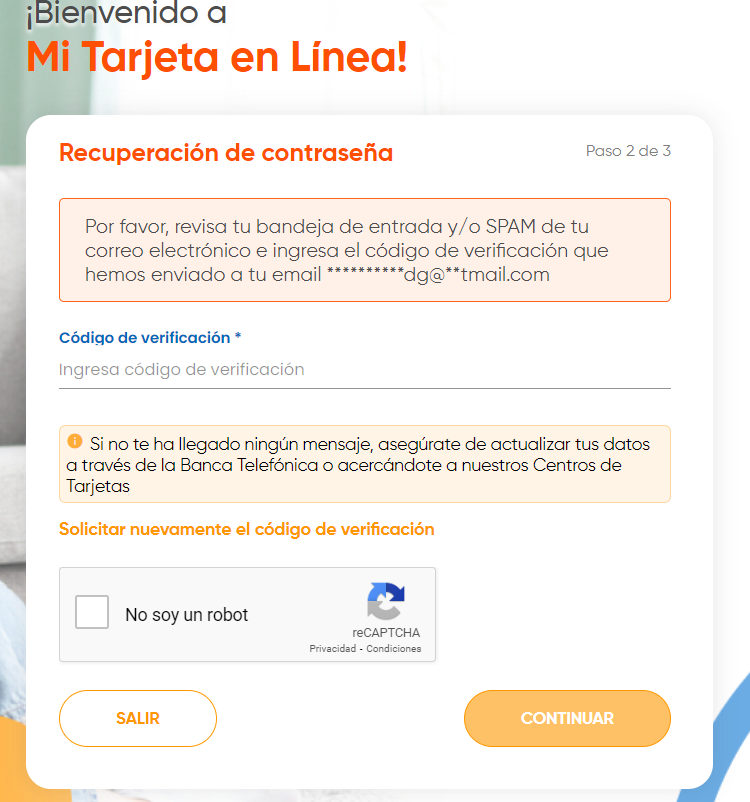 ¡Bienvenido a
Mi Tarjeta en Línea!
Recuperación de contraseña
Paso 2 de 3
Por favor, revisa tu bandeja de entrada y/o SPAM de tu
correo electrónico e ingresa el código de verificación que
hemos enviado a tu email **********dg@**tmail.com
Código de verificación *
Ingresa código de verificación
Si no te ha llegado ningún mensaje, asegúrate de actualizar tus datos
a través de la Banca Telefónica o acercándote a nuestros Centros de
Tarjetas
Solicitar nuevamente el código de verificación
No soy un robot
reCAPTCHA
Privacidad - Condiciones
SALIR
CONTINUAR